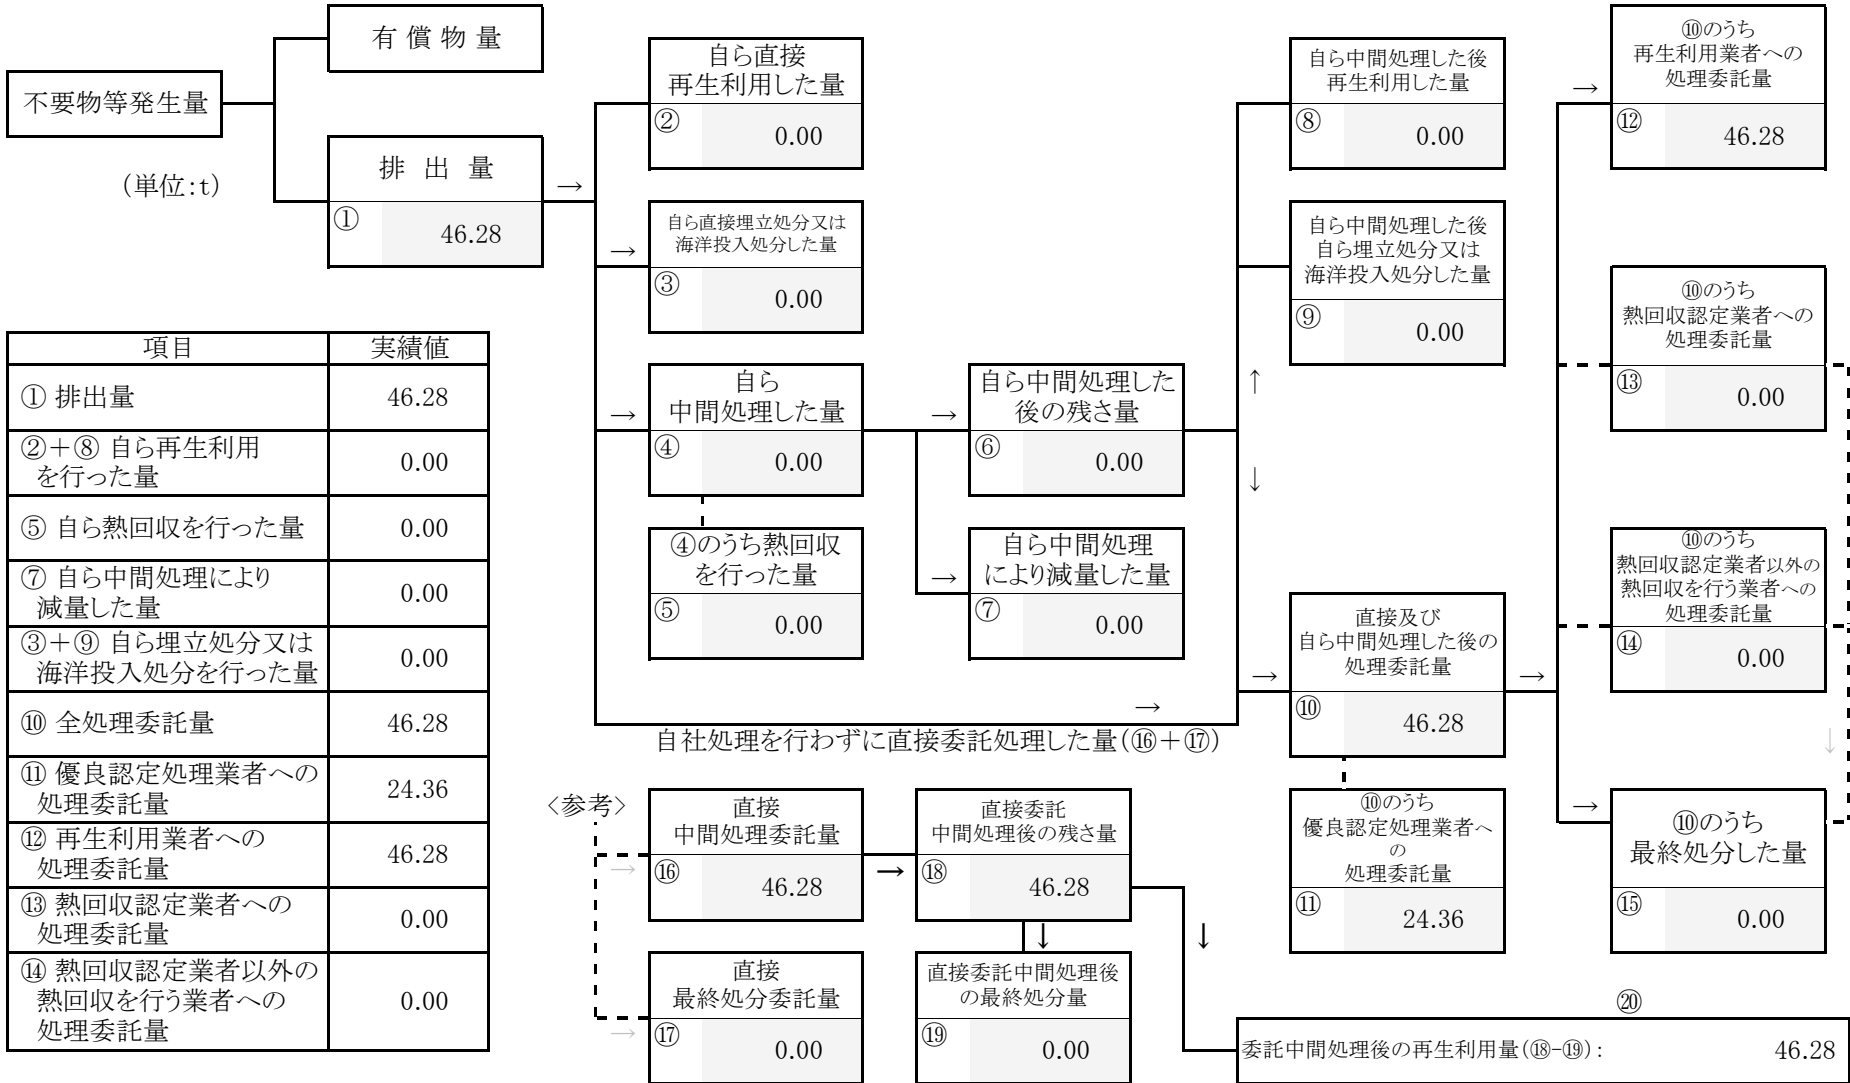 不要物等発生量
(単位:t)
有 償 物 量
排 出 量
→
①
46.28
自ら直接
再生利用した量
②
0.00
→
自ら直接埋立処分又は
海洋投入処分した量
③
0.00
→
自ら
中間処理した量
④
0.00
④のうち熱回収
を行った量
⑤
0.00
→
自ら中間処理した
後の残さ量
⑥
0.00
→
自ら中間処理
により減量した量
⑦
0.00
自ら中間処理した後
再生利用した量
⑧
0.00
自ら中間処理した後
自ら埋立処分又は
海洋投入処分した量
⑨
0.00
↑
↓
→
自社処理を行わずに直接委託処理した量(⑯+⑰)
→
直接及び
自ら中間処理した後の
処理委託量
⑩
46.28
→
⑩のうち
優良認定処理業者へ
の
処理委託量
⑪
24.36
→
⑩のうち
再生利用業者への
処理委託量
⑫
46.28
⑩のうち
熱回収認定業者への
処理委託量
⑬
0.00
⑩のうち
熱回収認定業者以外の
熱回収を行う業者への
処理委託量
⑭
0.00
↓
→
⑩のうち
最終処分した量
⑮
0.00
項目 実績値
① 排出量 46.28
②+⑧ 自ら再生利用
を行った量 0.00
⑤ 自ら熱回収を行った量 0.00
⑦ 自ら中間処理により
減量した量 0.00
③+⑨ 自ら埋立処分又は
海洋投入処分を行った量 0.00
⑩ 全処理委託量 46.28
⑪ 優良認定処理業者への
処理委託量 24.36
⑫ 再生利用業者への
処理委託量 46.28
⑬ 熱回収認定業者への
処理委託量 0.00
⑭ 熱回収認定業者以外の
熱回収を行う業者への
処理委託量 0.00
<参考>
→
直接
中間処理委託量
⑯
46.28
→
直接委託
中間処理後の残さ量
⑱
46.28
↓
↓
→
直接
最終処分委託量
⑰
0.00
直接委託中間処理後
の最終処分量
⑲
0.00
⑳
委託中間処理後の再生利用量(⑱-⑲): 46.28